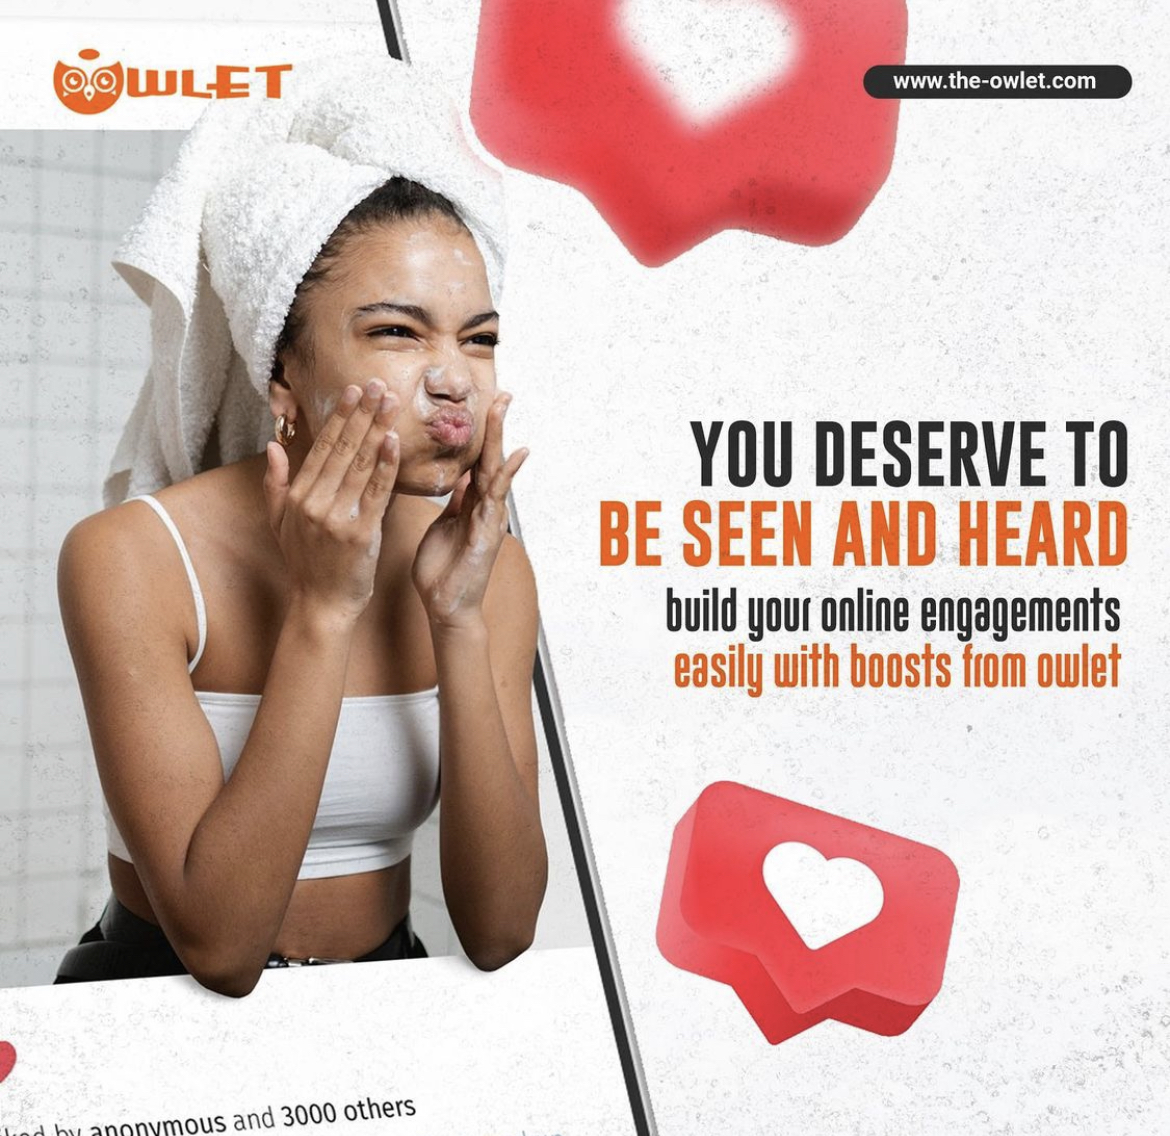 OWLET
www.the-owlet.com
YOU DESERVE TO
BE SEEN AND HEARD
build your online engagements
easily with boosts from owlet
by anonymous and 3000 others